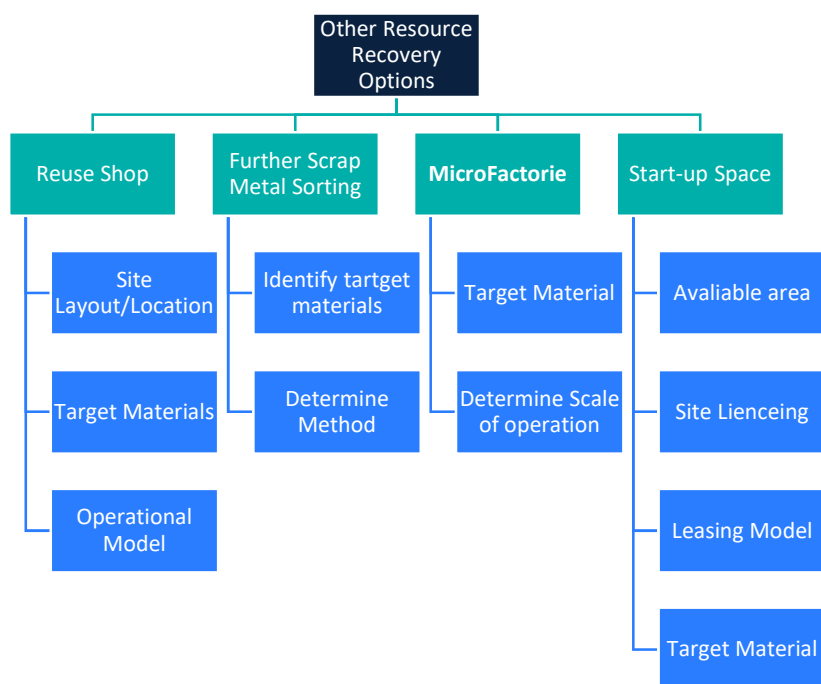 Other Resource
Recovery
Options
Reuse Shop
Further Scrap
Metal Sorting
MicroFactorie
Start-up Space
Site
Layout/Location
Target Materials
Operational
Model
Identify tartget
materials
Determine
Method
Target Material
Determine Scale
of operation
Avaliable area
Site Lienceing
Leasing Model
Target Material